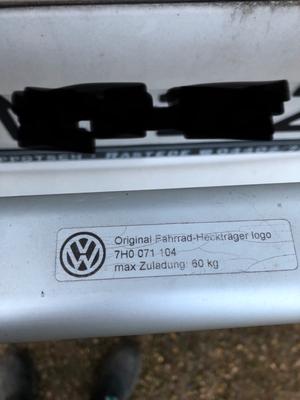 Original Fahrrad-Heckträger logo
7H0 071 104
max Zuladung: 60 kg